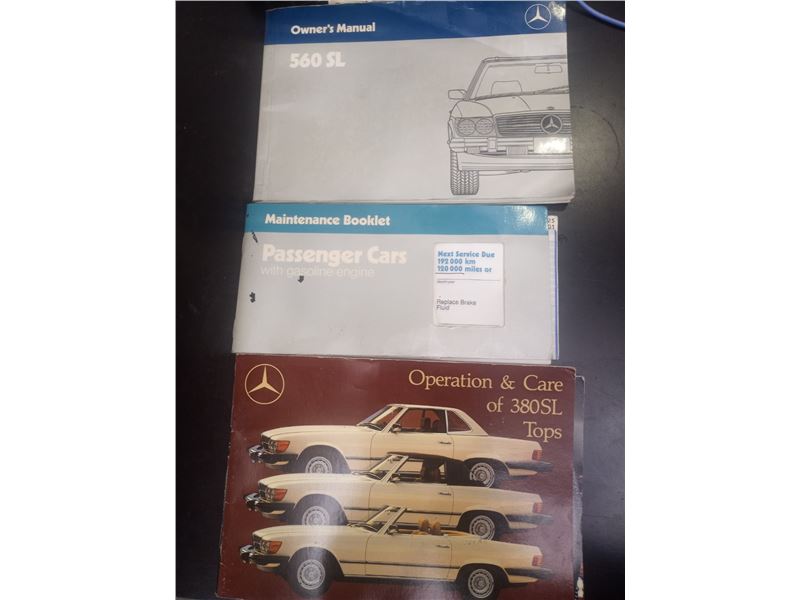 Owner's Manual
560 SL
Maintenance Booklet
Passenger Cars
with gasoline engine
Next Service Due
192 000 km
120 000 miles or
Replace Brake
Fluid
Operation & Care
of 380SL
Tops